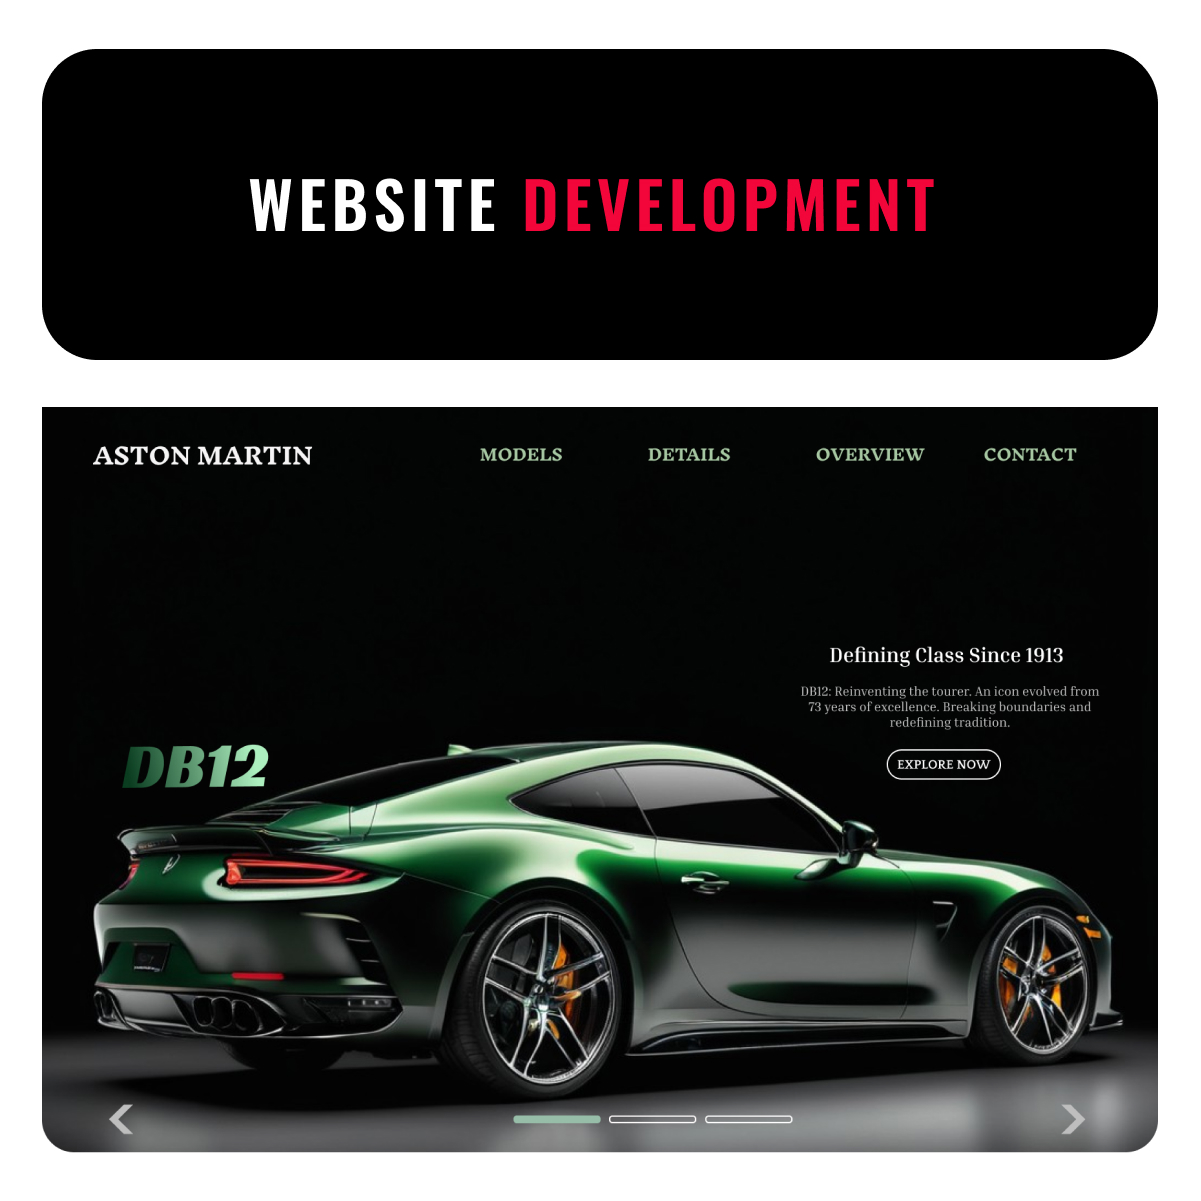 WEBSITE DEVELOPMENT
ASTON MARTIN MODELS DETAILS OVERVIEW CONTACT
Defining Class Since 1913
DB12: Reinventing the tourer. An icon evolved from
73 years of excellence. Breaking boundaries and
redefining tradition.
EXPLORE NOW
DB12